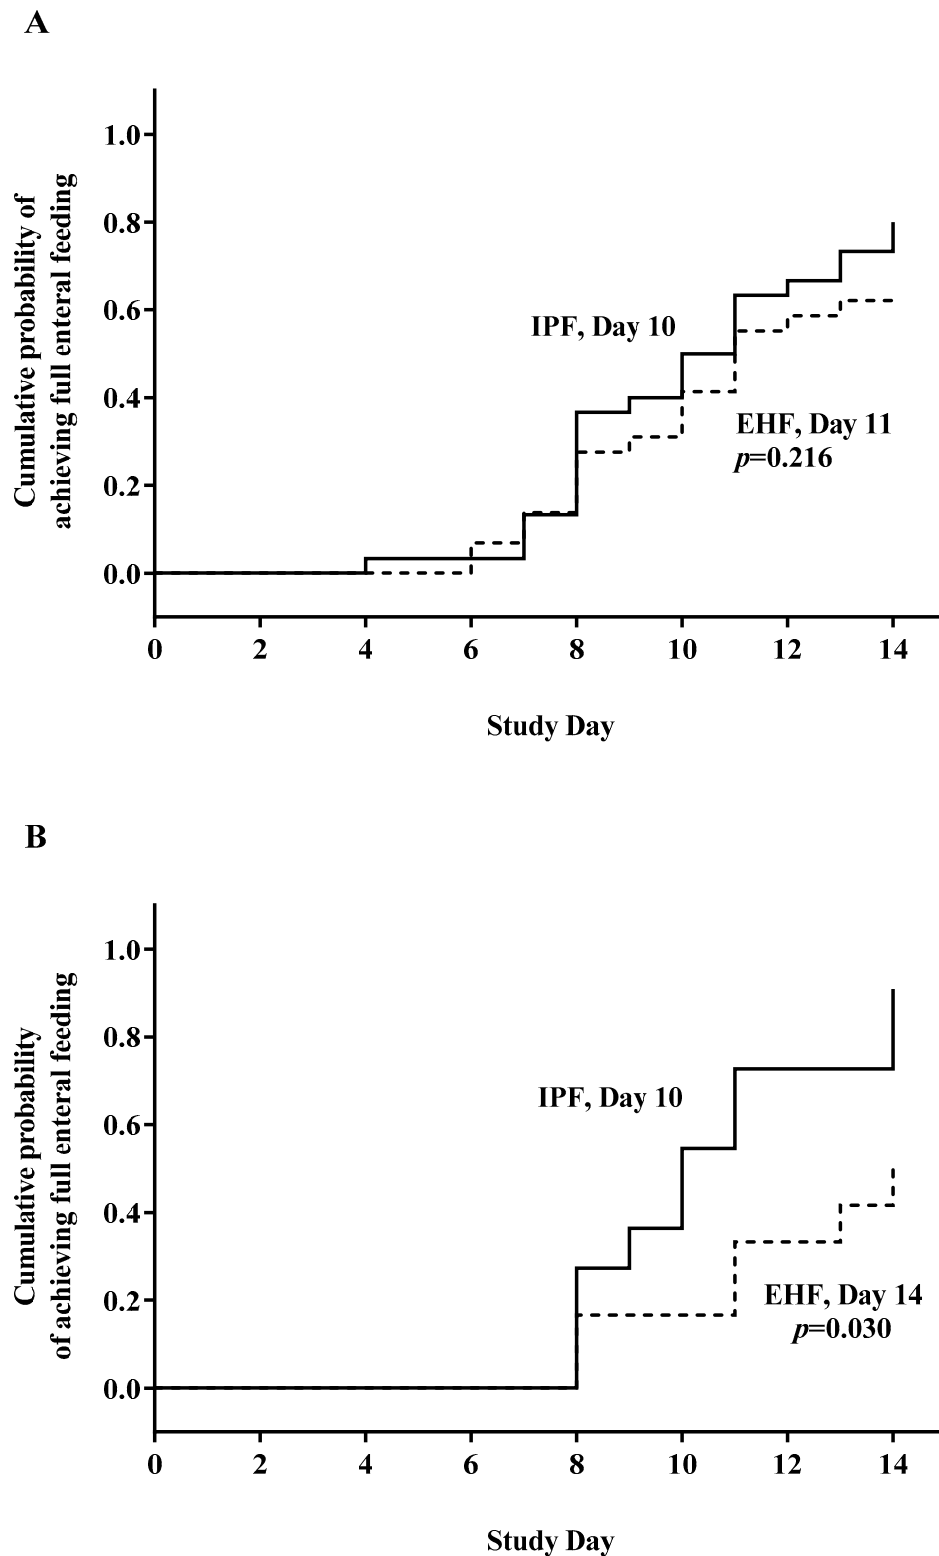 A
Cumulative probability of
achieving full enteral feeding
1.0
0.8
0.6
0.4
0.2
0.0
IPF, Day 10
EHF, Day 11
p=0.216
0 2 4 6 8 10 12 14
Study Day
B
Cumulative probability
of achieving full enteral feeding
1.0
0.8
0.6
0.4
0.2
0.0
IPF, Day 10
EHF, Day 14
p=0.030
0 2 4 6 8 10 12 14
Study Day